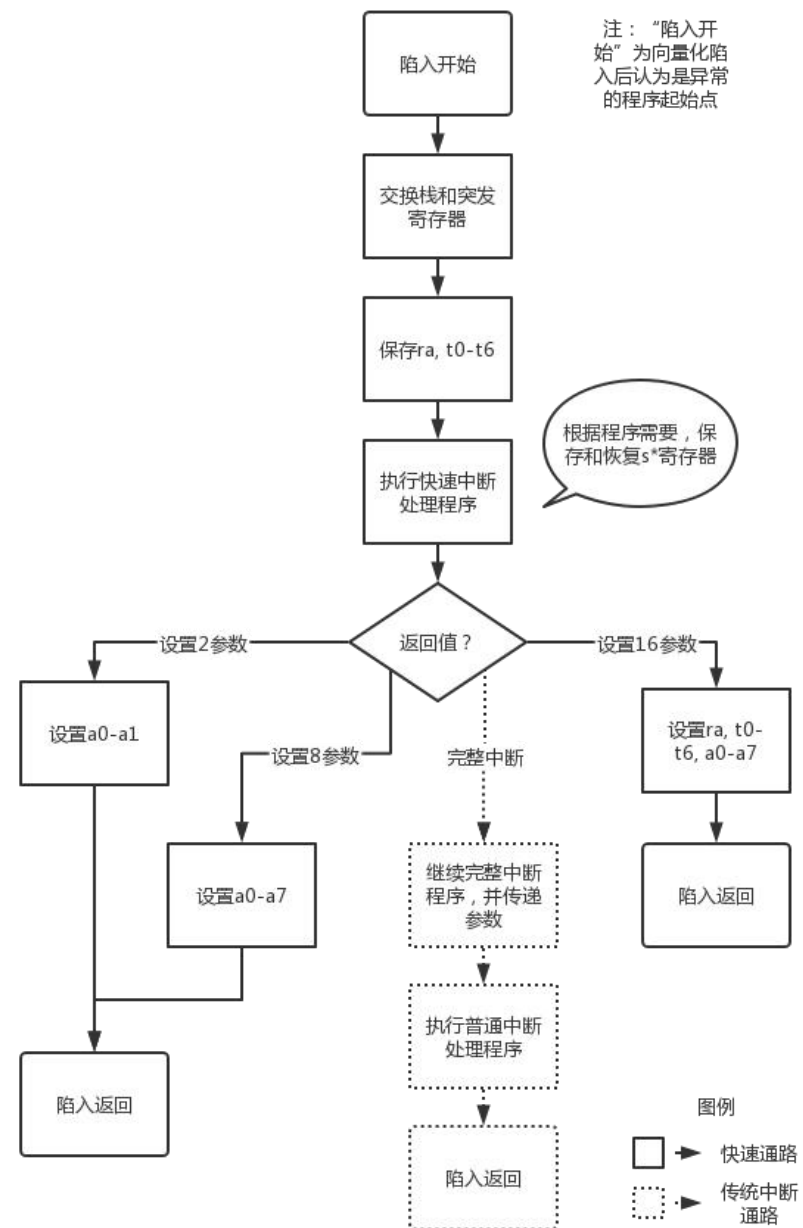 陷入开始
注：“陷入开
始”为向量化陷
入后认为是异常
的程序起始点
交换栈和突发
寄存器
保存ra, t0-t6
根据程序需要，保
存和恢复s*寄存器
执行快速中断
处理程序
返回值？
设置2参数
设置16参数
设置a0-a1
设置ra, t0-
t6, a0-a7
设置8参数
完整中断
设置a0-a7
继续完整中断
程序，并传递
参数
陷入返回
执行普通中断
处理程序
陷入返回
陷入返回
图例
快速通路
传统中断
通路